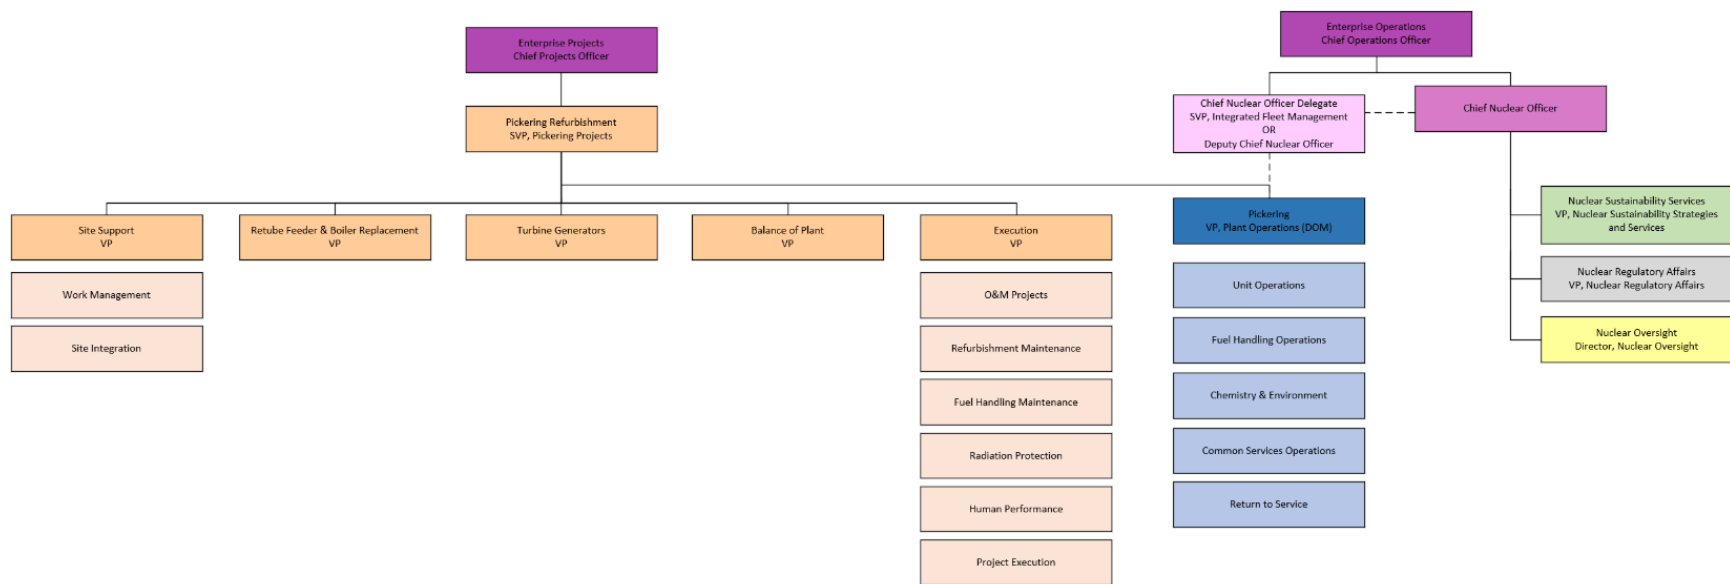 Enterprise Projects
Chief Projects Officer
Enterprise Operations
Chief Operations Officer
Pickering Refurbishment
SVP, Pickering Projects
Chief Nuclear Officer Delegate
SVP, Integrated Fleet Management
OR
Deputy Chief Nuclear Officer
Chief Nuclear Officer
Site Support
VP
Retube Feeder & Boiler Replacement
VP
Turbine Generators
VP
Balance of Plant
VP
Execution
VP
Pickering
VP, Plant Operations (DOM)
Nuclear Sustainability Services
VP, Nuclear Sustainability Strategies
and Services
Nuclear Regulatory Affairs
VP, Nuclear Regulatory Affairs
Nuclear Oversight
Director, Nuclear Oversight
Work Management
Site Integration
O&M Projects
Refurbishment Maintenance
Fuel Handling Maintenance
Radiation Protection
Human Performance
Project Execution
Unit Operations
Fuel Handling Operations
Chemistry & Environment
Common Services Operations
Return to Service